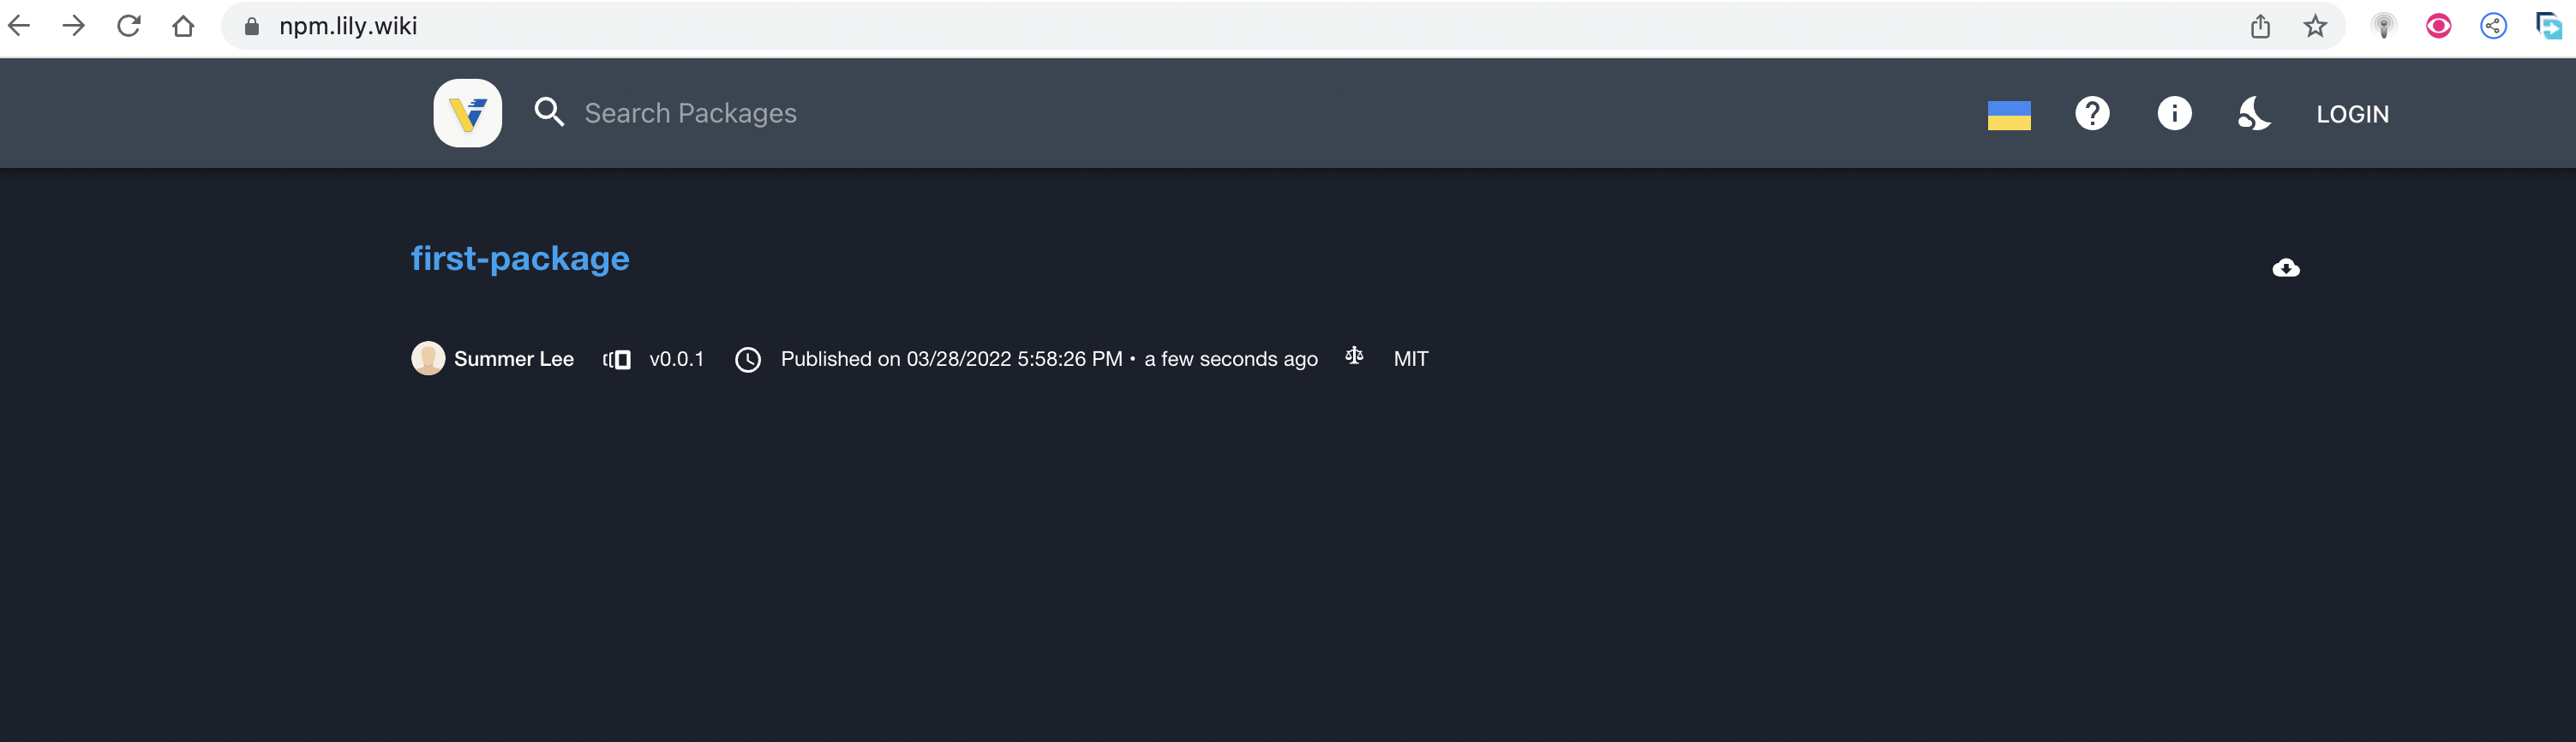 npm.lily.wiki
Search Packages
LOGIN
first-package
Summer Lee v0.0.1 Published on 03/28/2022 5:58:26 PM • a few seconds ago MIT